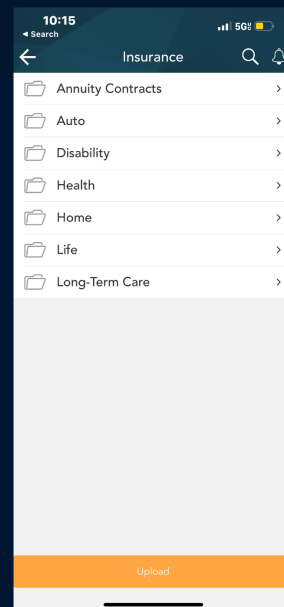 10:15
◀ Search
5G
Insurance
Annuity Contracts
Auto
Disability
Health
Home
Life
Long-Term Care
Upload